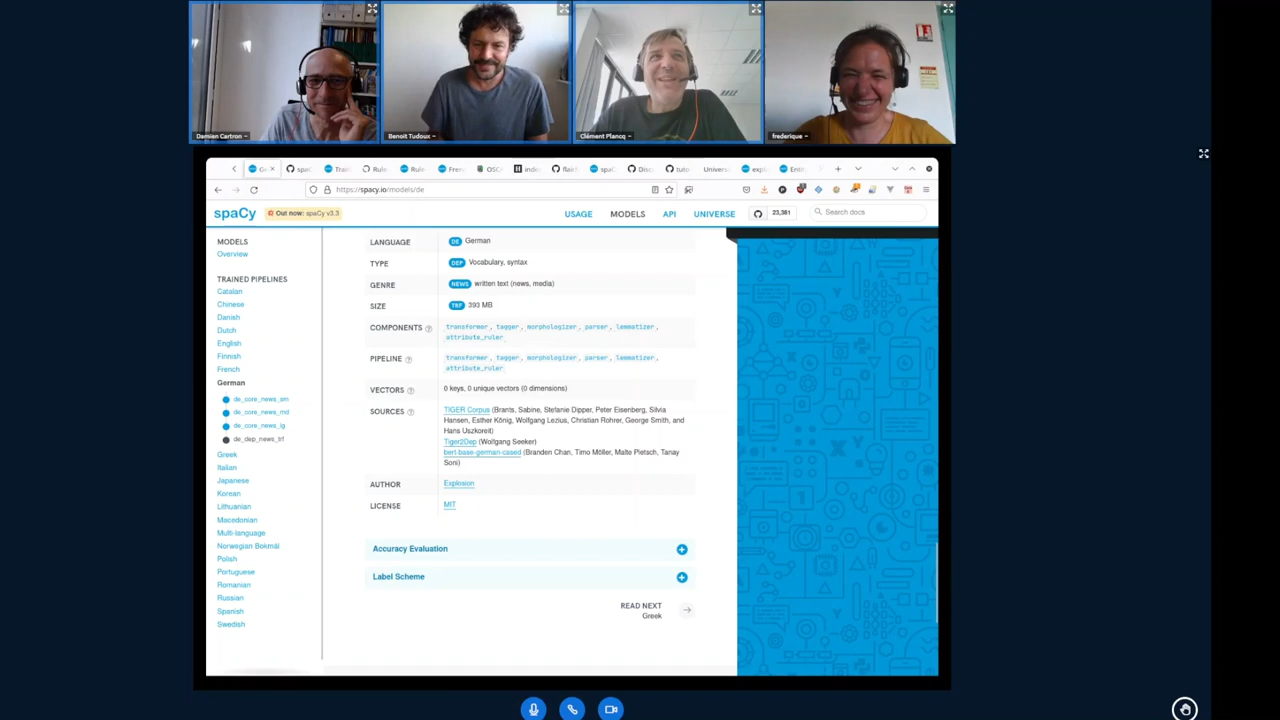 Damien Cartron
Benoit Tudoux
Clément Plancq
frederique
https://spacy.io/models/de
spaCy
Out now: spaCy v3.3
USAGE
MODELS
API
UNIVERSE
23,381
Search docs
MODELS
Overview
TRAINED PIPELINES
Catalan
Chinese
Danish
Dutch
English
Finnish
French
German
de_core_news_sm
de_core_news_md
de_core_news_lg
de_dep_news_trf
Greek
Italian
Japanese
Korean
Lithuanian
Macedonian
Multi-language
Norwegian Bokmål
Polish
Portuguese
Romanian
Russian
Spanish
Swedish
LANGUAGE DE German
TYPE DEP Vocabulary, syntax
GENRE NEWS written text (news, media)
SIZE TRF 393 MB
COMPONENTS transformer, tagger, morphologizer, parser, lemmatizer,
attribute_ruler
PIPELINE transformer, tagger, morphologizer, parser, lemmatizer,
attribute_ruler
VECTORS 0 keys, 0 unique vectors (0 dimensions)
SOURCES TIGER Corpus (Brants, Sabine, Stefanie Dipper, Peter Eisenberg, Silvia
Hansen, Esther König, Wolfgang Lezius, Christian Rohrer, George Smith, and
Hans Uszkoreit)
Tiger2Dep (Wolfgang Seeker)
bert-base-german-cased (Branden Chan, Timo Möller, Malte Pietsch, Tanay
Soni)
AUTHOR Explosion
LICENSE MIT
Accuracy Evaluation
Label Scheme
READ NEXT
Greek